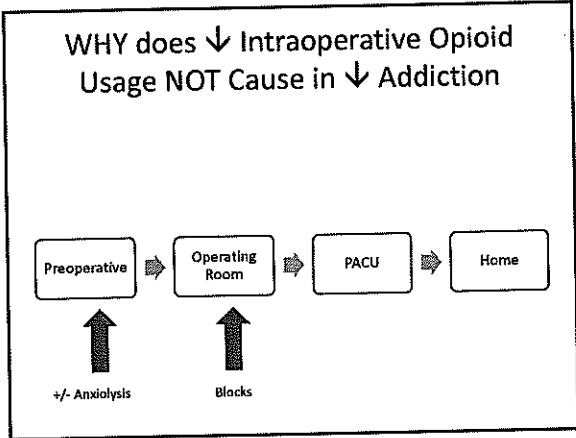 WHY does ↓ Intraoperative Opioid
Usage NOT Cause in ↓ Addiction
Preoperative
Operating
Room
PACU
Home
+/- Anxiolysis
Blocks